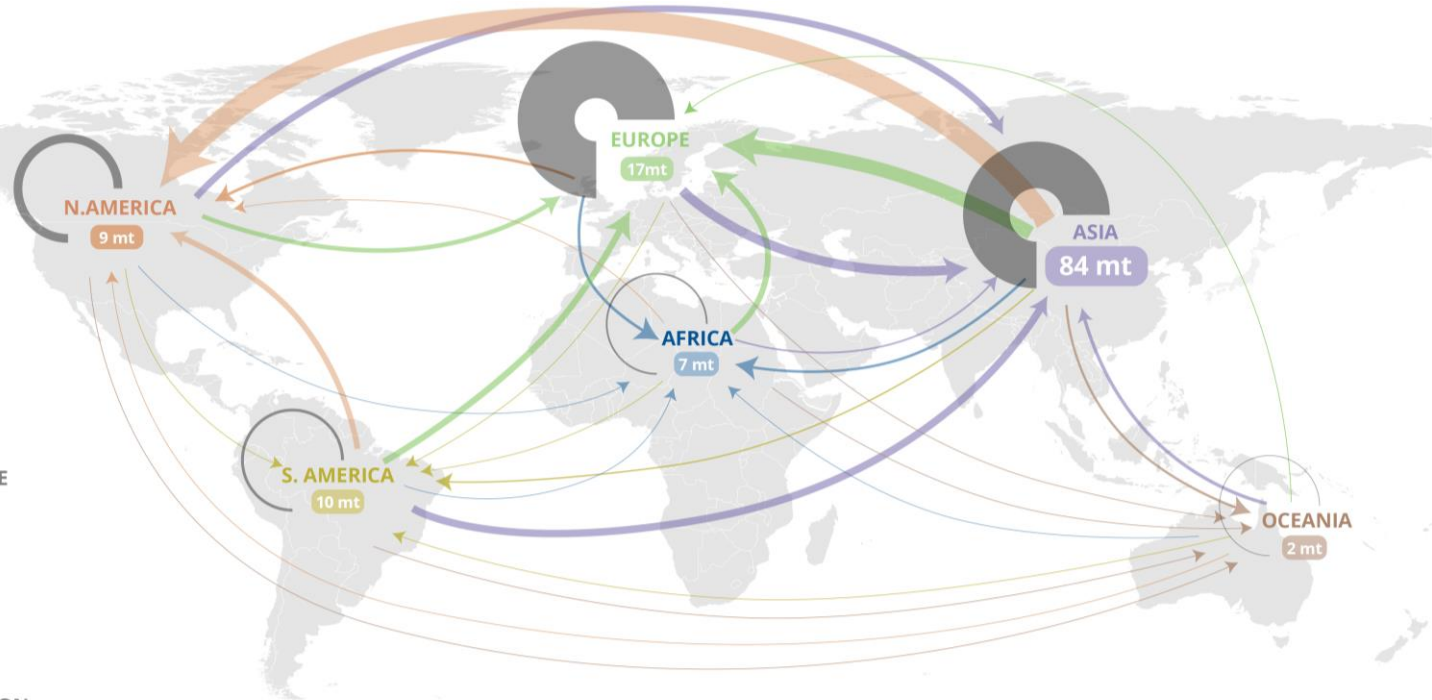 EUROPE
17mt
N.AMERICA
9 mt
ASIA
84 mt
AFRICA
7 mt
S. AMERICA
10 mt
E
OCEANIA
2 mt